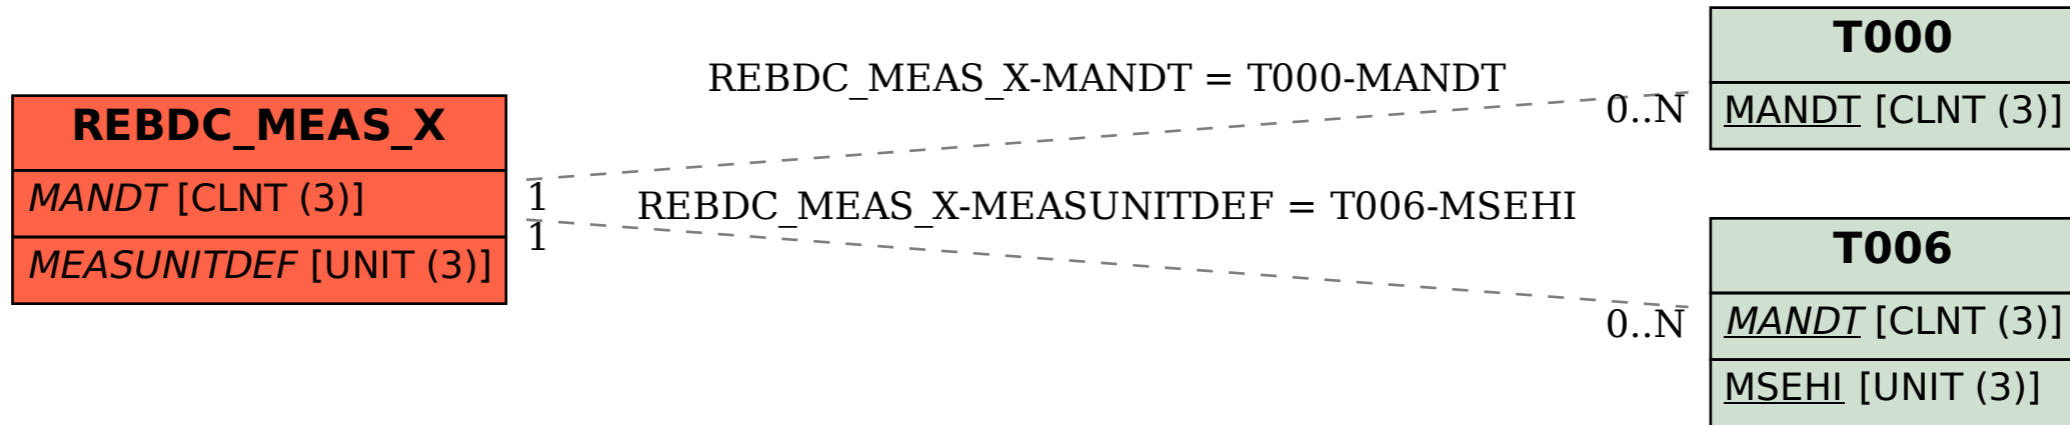 REBDC_MEAS_X
MANDT [CLNT (3)]
MEASUNITDEF [UNIT (3)]
REBDC_MEAS_X-MANDT = T000-MANDT
1
0..N
REBDC_MEAS_X-MEASUNITDEF = T006-MSEHI
1
0..N
T000
MANDT [CLNT (3)]
T006
MANDT [CLNT (3)]
MSEHI [UNIT (3)]